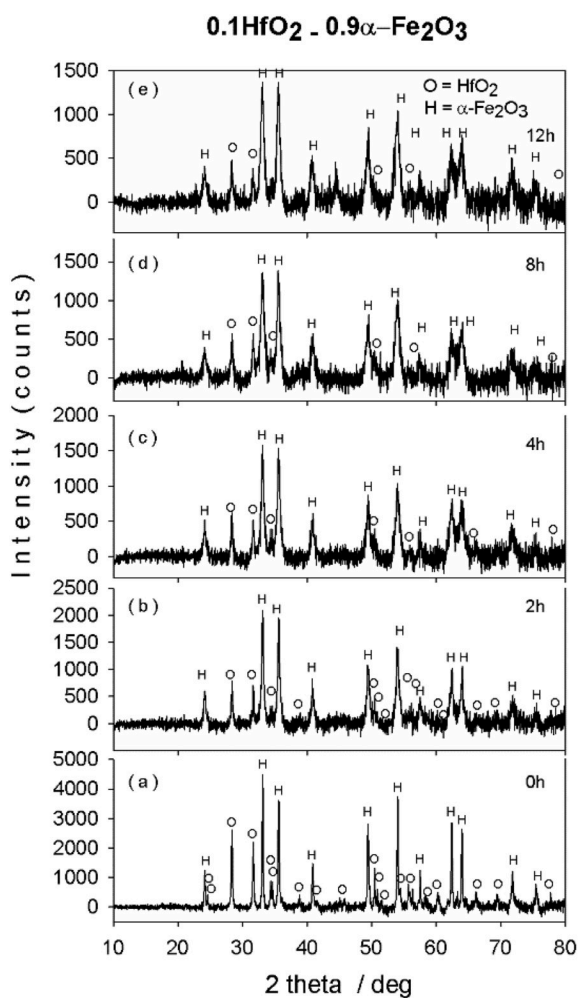 0.1HfO2 - 0.9α-Fe2O3
Intensity (counts)
(e)
O = HfO2
H = α-Fe2O3
12h
1500
1000
500
0
H O O H H H H O H O H H H H H O
(d)
8h
1500
1000
500
0
H O O H O H H H O H O H H H H H O
(c)
4h
2000
1500
1000
500
0
H O O H O H H H O H O H H H O H H O
(b)
2h
2500
2000
1500
1000
500
0
H O O H O H O H H O O O H O O H O O H H O O H H O
(a)
0h
5000
4000
3000
2000
1000
0
H O O O O H O O H O H O O H O O O H O O O H O O H H O O H H O
10 20 30 40 50 60 70 80
2 theta / deg